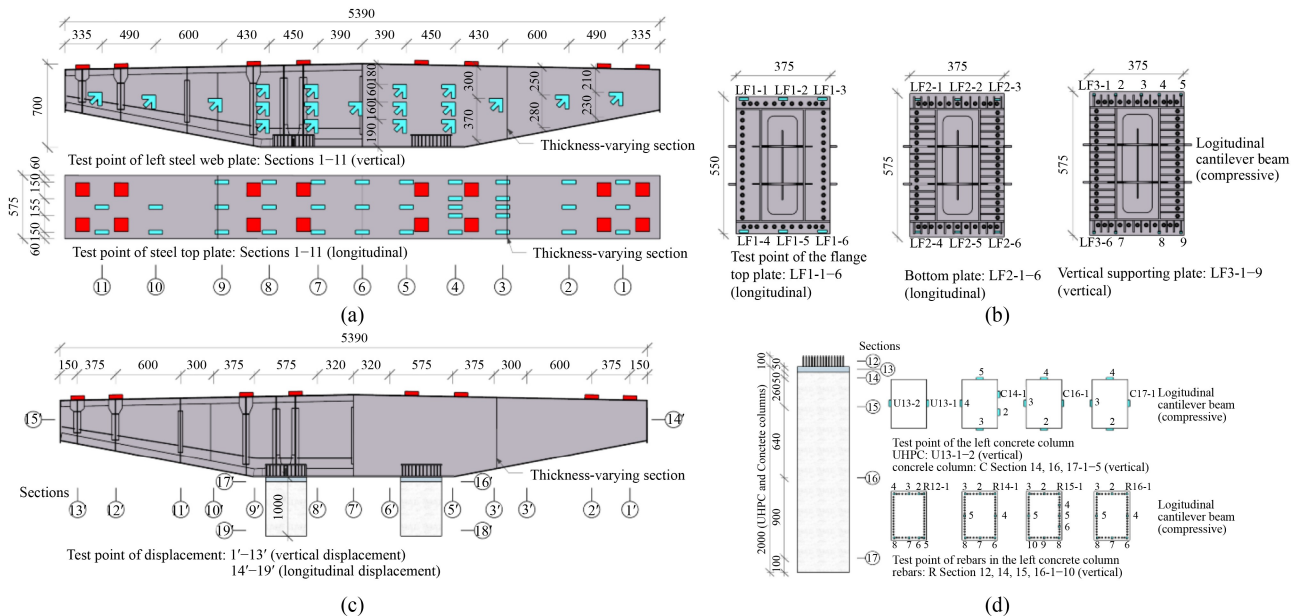 (a)
5390
335 490 600 430 450 390 390 450 430 600 490 335
700
180
60
160
190
300
370
250
280
210
230
Thickness-varying section
Test point of left steel web plate: Sections 1−11 (vertical)
575
60
150
155
150
60
Test point of steel top plate: Sections 1−11 (longitudinal)
Thickness-varying section
11 10 9 8 7 6 5 4 3 2 1
(a)
(b)
375
LF1-1 LF1-2 LF1-3
550
LF1-4 LF1-5 LF1-6
Test point of the flange
top plate: LF1-1−6
(longitudinal)
375
LF2-1 LF2-2 LF2-3
575
LF2-4 LF2-5 LF2-6
Bottom plate: LF2-1−6
(longitudinal)
375
LF3-1 2 3 4 5
575
LF3-6 7 8 9
Vertical supporting plate: LF3-1−9
(vertical)
Logitudinal
cantilever beam
(compressive)
(b)
(c)
5390
150 375 600 300 375 575 320 320 575 375 300 600 375 150
15′
14′
Thickness-varying section
17′
16′
Sections
13′ 12′ 11′ 10′ 9′ 8′ 7′ 6′ 5′ 3′ 3′ 2′ 1′
1000
19′
18′
Test point of displacement: 1′−13′ (vertical displacement)
14′−19′ (longitudinal displacement)
(c)
(d)
Sections
100
50
50
260
640
900
100
2000 (UHPC and Concrete columns)
12
13
14
15
16
17
U13-2 U13-1
5
4
C14-1
2
3
4
3
C16-1
2
4
3
C17-1
2
Logitudinal
cantilever beam
(compressive)
Test point of the left concrete column
UHPC: U13-1−2 (vertical)
concrete column: C Section 14, 16, 17-1−5 (vertical)
4 3 2 R12-1
8 7 6 5
3 2 R14-1
5 4
8 7 6
3 2 R15-1
4
5
6
10 9 8
3 2 R16-1
5 4
8 7 6
Logitudinal
cantilever beam
(compressive)
Test point of rebars in the left concrete column
rebars: R Section 12, 14, 15, 16-1−10 (vertical)
(d)